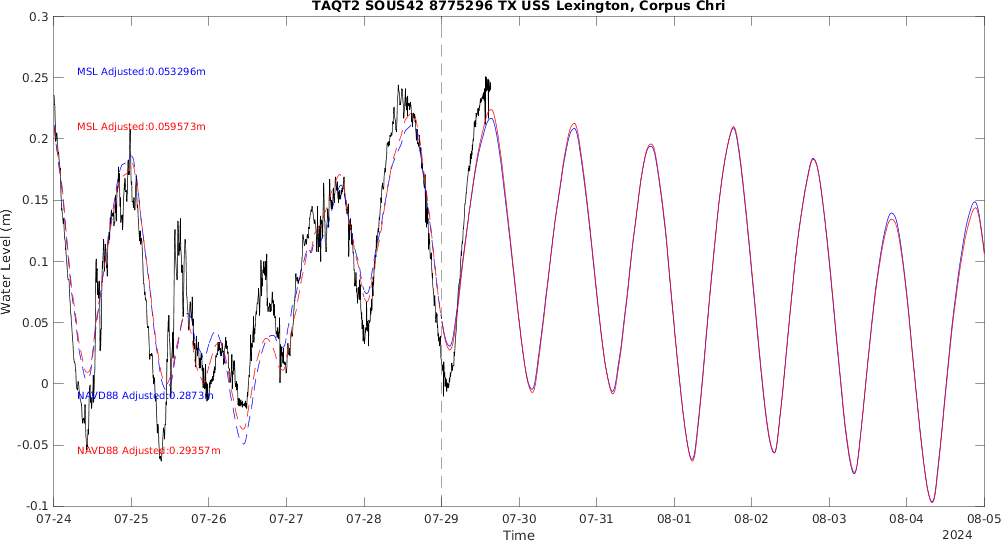 TAQT2 SOUS42 8775296 TX USS Lexington, Corpus Chri
0.3
0.25
0.2
0.15
0.1
0.05
0
-0.05
-0.1
Water Level (m)
MSL Adjusted:0.053296m
MSL Adjusted:0.059573m
NAVD88 Adjusted:0.2873m
NAVD88 Adjusted:0.29357m
07-24 07-25 07-26 07-27 07-28 07-29 07-30 07-31 08-01 08-02 08-03 08-04 08-05
Time
2024